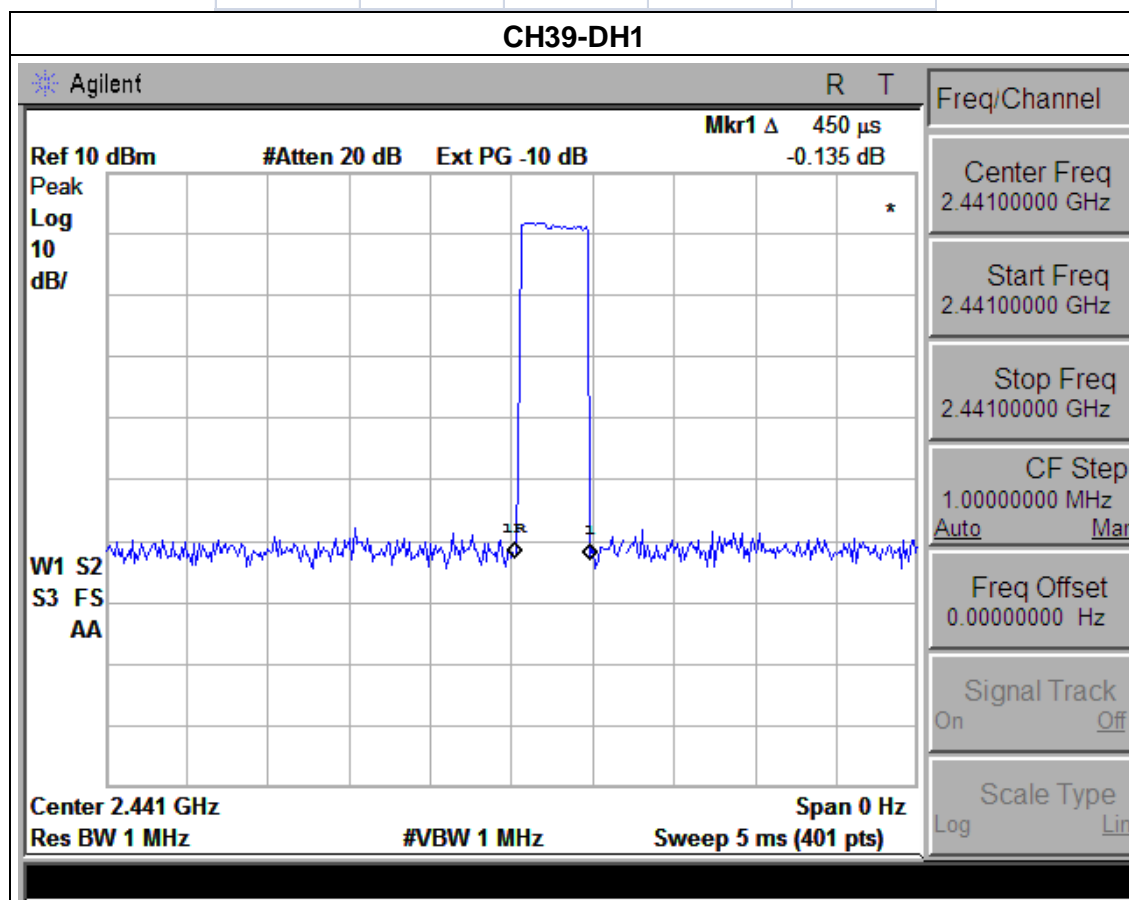 CH39-DH1
Agilent R T
Mkr1 Δ 450 μs
Ref 10 dBm #Atten 20 dB Ext PG -10 dB -0.135 dB
Peak
Log
10
dB/
*
1R 1
W1 S2
S3 FS
AA
Center 2.441 GHz Span 0 Hz
Res BW 1 MHz #VBW 1 MHz Sweep 5 ms (401 pts)
Freq/Channel
Center Freq
2.44100000 GHz
Start Freq
2.44100000 GHz
Stop Freq
2.44100000 GHz
CF Step
1.00000000 MHz
Auto Man
Freq Offset
0.00000000 Hz
Signal Track
On Off
Scale Type
Log Lin